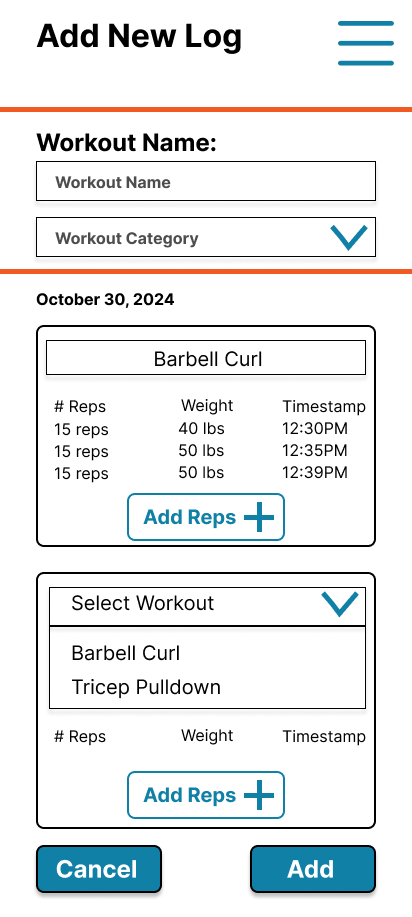 Add New Log
Workout Name:
Workout Name
Workout Category
October 30, 2024
Barbell Curl
# Reps Weight Timestamp
15 reps 40 lbs 12:30PM
15 reps 50 lbs 12:35PM
15 reps 50 lbs 12:39PM
Add Reps
Select Workout
Barbell Curl
Tricep Pulldown
# Reps Weight Timestamp
Add Reps
Cancel Add